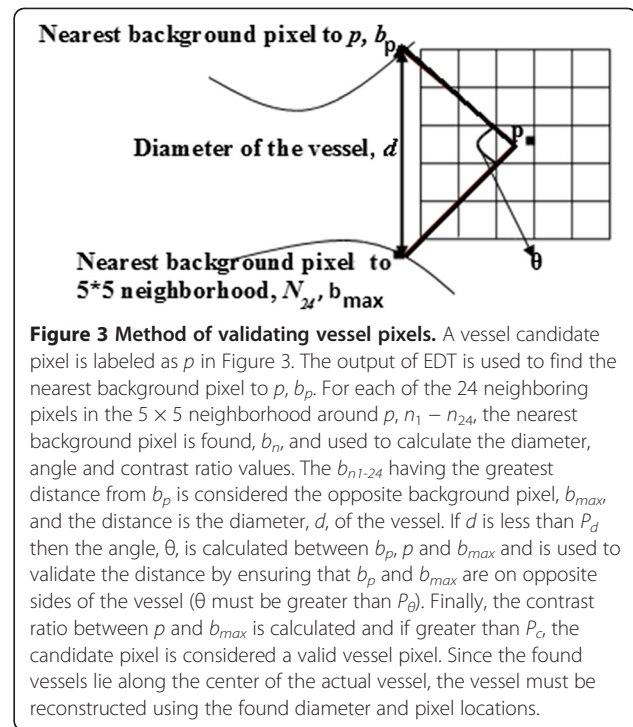 Nearest background pixel to p, bp
Diameter of the vessel, d
p
θ
Nearest background pixel to
5*5 neighborhood, N24, bmax
Figure 3 Method of validating vessel pixels. A vessel candidate
pixel is labeled as p in Figure 3. The output of EDT is used to find the
nearest background pixel to p, bp. For each of the 24 neighboring
pixels in the 5 × 5 neighborhood around p, n1 − n24, the nearest
background pixel is found, bn, and used to calculate the diameter,
angle and contrast ratio values. The bn1-24 having the greatest
distance from bp is considered the opposite background pixel, bmax,
and the distance is the diameter, d, of the vessel. If d is less than Pd
then the angle, θ, is calculated between bp, p and bmax and is used to
validate the distance by ensuring that bp and bmax are on opposite
sides of the vessel (θ must be greater than Pθ). Finally, the contrast
ratio between p and bmax is calculated and if greater than Pc, the
candidate pixel is considered a valid vessel pixel. Since the found
vessels lie along the center of the actual vessel, the vessel must be
reconstructed using the found diameter and pixel locations.